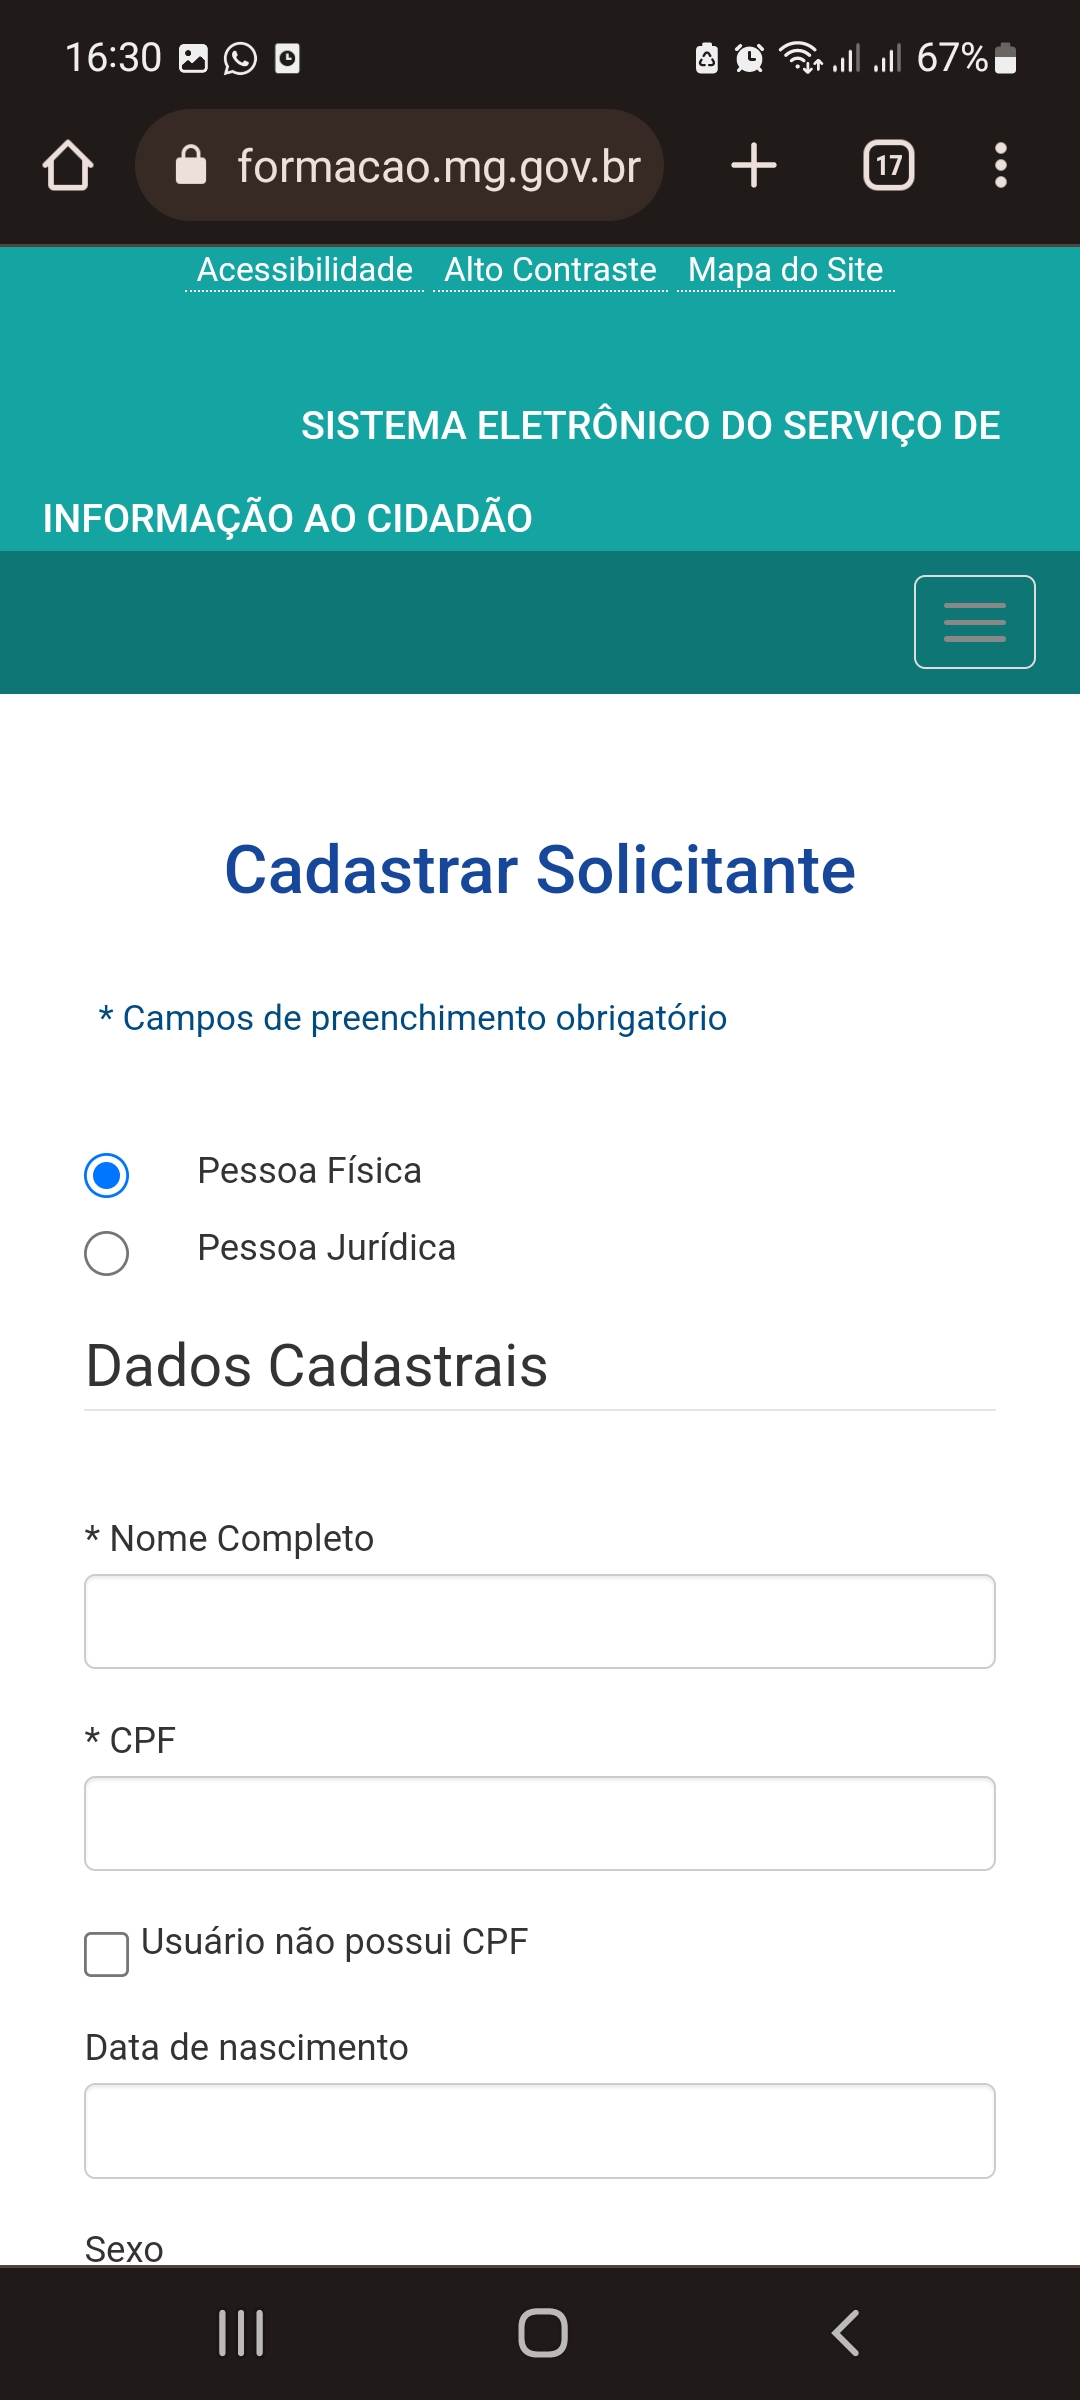 16:30
67%
formacao.mg.gov.br
17
Acessibilidade Alto Contraste Mapa do Site
SISTEMA ELETRÔNICO DO SERVIÇO DE
INFORMAÇÃO AO CIDADÃO
Cadastrar Solicitante
* Campos de preenchimento obrigatório
Pessoa Física
Pessoa Jurídica
Dados Cadastrais
* Nome Completo
* CPF
Usuário não possui CPF
Data de nascimento
Sexo